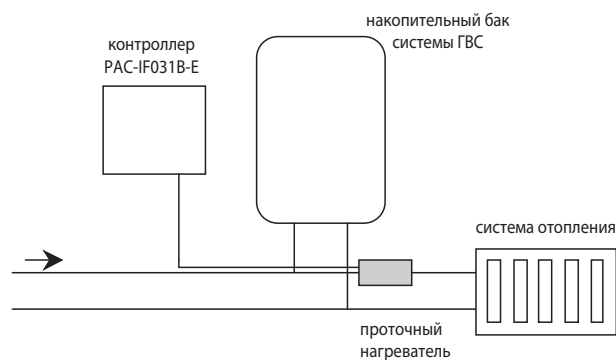 накопительный бак
системы ГВС
контроллер
PAC-IF031B-E
система отопления
проточный
нагреватель